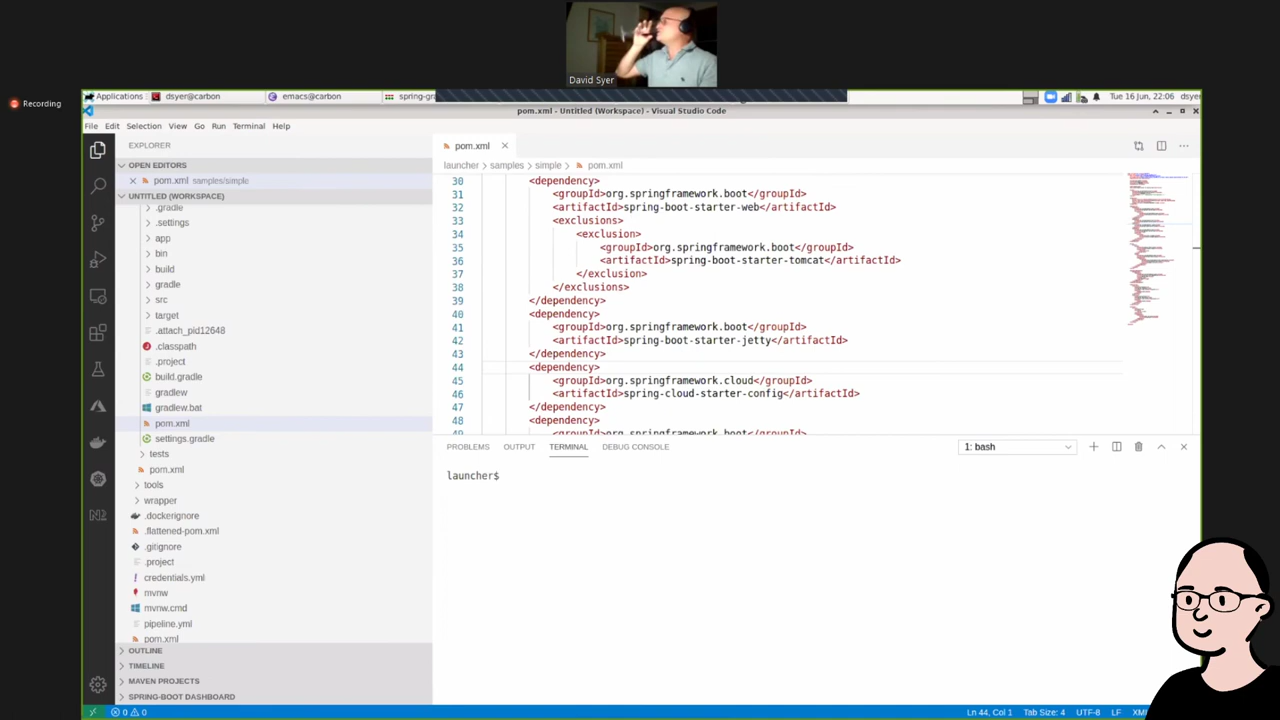 David Syer
Recording
Applications
dsyer@carbon
emacs@carbon
Tue 16 Jun, 22:06
pom.xml - Untitled (Workspace) - Visual Studio Code
File Edit Selection View Go Run Terminal Help
EXPLORER
OPEN EDITORS
pom.xml samples/simple
UNTITLED (WORKSPACE)
.gradle
.settings
app
bin
build
gradle
src
target
.attach_pid12648
.classpath
.project
build.gradle
gradlew
gradlew.bat
pom.xml
settings.gradle
tests
pom.xml
tools
wrapper
.dockerignore
.flattened-pom.xml
.gitignore
.project
credentials.yml
mvnw
mvnw.cmd
pipeline.yml
pom.xml
OUTLINE
TIMELINE
MAVEN PROJECTS
SPRING-BOOT DASHBOARD
pom.xml
launcher > samples > simple > pom.xml
30 <dependency>
31 <groupId>org.springframework.boot</groupId>
32 <artifactId>spring-boot-starter-web</artifactId>
33 <exclusions>
34 <exclusion>
35 <groupId>org.springframework.boot</groupId>
36 <artifactId>spring-boot-starter-tomcat</artifactId>
37 </exclusion>
38 </exclusions>
39 </dependency>
40 <dependency>
41 <groupId>org.springframework.boot</groupId>
42 <artifactId>spring-boot-starter-jetty</artifactId>
43 </dependency>
44 <dependency>
45 <groupId>org.springframework.cloud</groupId>
46 <artifactId>spring-cloud-starter-config</artifactId>
47 </dependency>
48 <dependency>
49 <groupId>org.springframework.boot</groupId>
PROBLEMS OUTPUT TERMINAL DEBUG CONSOLE
1: bash
launcher$
0 0
Ln 44, Col 1 Tab Size: 4 UTF-8 LF